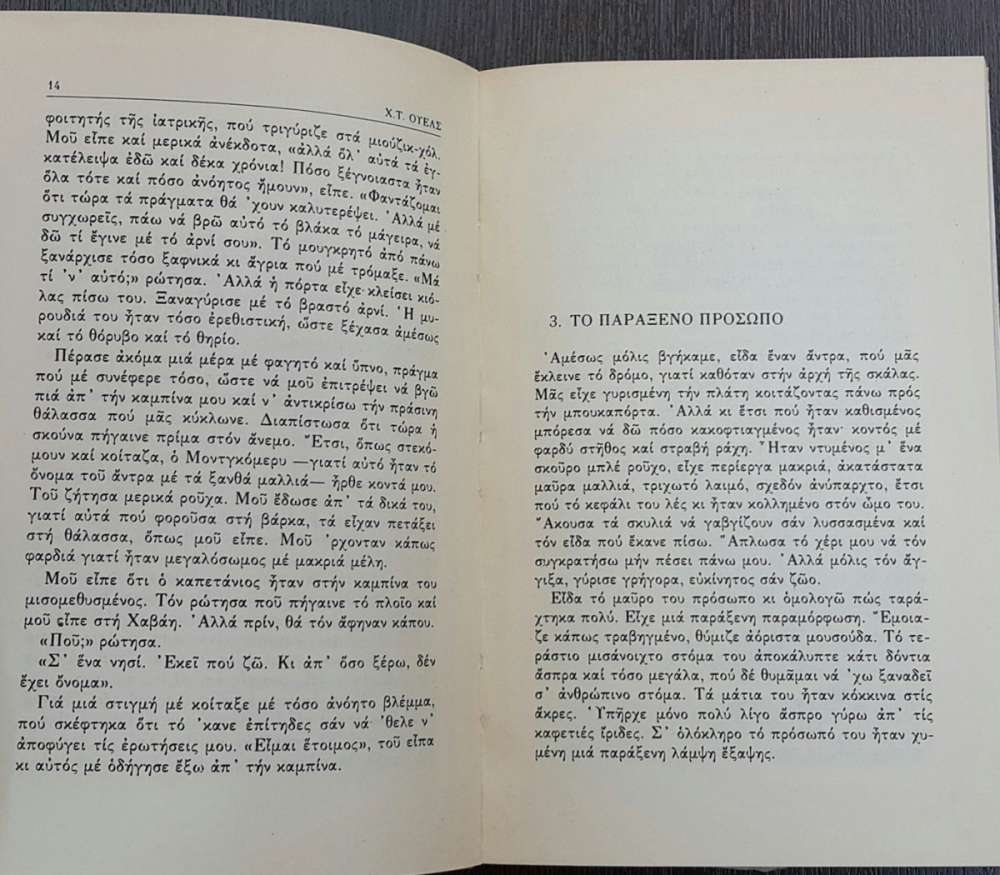 14
Χ.Τ. ΟΥΕΛΣ
φοιτητής τῆς ἰατρικῆς, πού τριγύριζε στά μιούζικ-χόλ.
Μοῦ εἶπε καί μερικά ἀνέκδοτα, «ἀλλά ὅλ᾿ αὐτά τά ἐγ-
κατέλειψα ἐδῶ καί δέκα χρόνια! Πόσο ξέγνοιαστα ἦταν
ὅλα τότε καί πόσο ἀνόητος ἤμουν», εἶπε. «Φαντάζομαι
ὅτι τώρα τά πράγματα θά ᾿χουν καλυτερέψει. Ἀλλά μέ
συγχωρεῖς, πάω νά βρῶ αὐτό τό βλάκα τό μάγειρα, νά
δῶ τί ἔγινε μέ τό ἀρνί σου». Τό μουγκρητό ἀπό πάνω
ξανάρχισε τόσο ξαφνικά κι ἄγρια πού μέ τρόμαξε. «Μά
τί ᾿ν᾿ αὐτό;» ρώτησα. Ἀλλά ἡ πόρτα εἶχε κλείσει κιό-
λας πίσω του. Ξαναγύρισε μέ τό βραστό ἀρνί. Ἡ μυ-
ρουδιά του ἦταν τόσο ἐρεθιστική, ὥστε ξέχασα ἀμέσως
καί τό θόρυβο καί τό θηρίο.
Πέρασε ἀκόμα μιά μέρα μέ φαγητό καί ὕπνο, πράγμα
πού μέ συνέφερε τόσο, ὥστε νά μοῦ ἐπιτρέψει νά βγῶ
πιά ἀπ᾿ τήν καμπίνα μου καί ν᾿ ἀντικρίσω τήν πράσινη
θάλασσα πού μᾶς κύκλωνε. Διαπίστωσα ὅτι τώρα ἡ
σκούνα πήγαινε πρίμα στόν ἄνεμο. Ἔτσι, ὅπως στεκό-
μουν καί κοίταζα, ὁ Μοντγκόμερυ —γιατί αὐτό ἦταν τό
ὄνομα τοῦ ἄντρα μέ τά ξανθά μαλλιά— ἦρθε κοντά μου.
Τοῦ ζήτησα μερικά ροῦχα. Μοῦ ἔδωσε ἀπ᾿ τά δικά του,
γιατί αὐτά πού φοροῦσα στή βάρκα, τά εἶχαν πετάξει
στή θάλασσα, ὅπως μοῦ εἶπε. Μοῦ ᾿ρχονταν κάπως
φαρδιά γιατί ἦταν μεγαλόσωμος μέ μακριά μέλη.
Μοῦ εἶπε ὅτι ὁ καπετάνιος ἦταν στήν καμπίνα του
μισομεθυσμένος. Τόν ρώτησα ποῦ πήγαινε τό πλοῖο καί
μοῦ εἶπε στή Χαβάη. Ἀλλά πρίν, θά τόν ἄφηναν κάπου.
«Ποῦ;» ρώτησα.
«Σ᾿ ἕνα νησί. Ἐκεῖ πού ζῶ. Κι ἀπ᾿ ὅσο ξέρω, δέν
ἔχει ὄνομα».
Γιά μιά στιγμή μέ κοίταξε μέ τόσο ἀνόητο βλέμμα,
πού σκέφτηκα ὅτι τό ᾿κανε ἐπίτηδες σάν νά ᾿θελε ν᾿
ἀποφύγει τίς ἐρωτήσεις μου. «Εἶμαι ἕτοιμος», τοῦ εἶπα
κι αὐτός μέ ὁδήγησε ἔξω ἀπ᾿ τήν καμπίνα.
3. ΤΟ ΠΑΡΑΞΕΝΟ ΠΡΟΣΩΠΟ
Ἀμέσως μόλις βγήκαμε, εἶδα ἕναν ἄντρα, πού μᾶς
ἔκλεινε τό δρόμο, γιατί καθόταν στήν ἀρχή τῆς σκάλας.
Μᾶς εἶχε γυρισμένη τήν πλάτη κοιτάζοντας πάνω πρός
τήν μπουκαπόρτα. Ἀλλά κι ἔτσι πού ἦταν καθισμένος
μπόρεσα νά δῶ πόσο κακοφτιαγμένος ἦταν· κοντός μέ
φαρδύ στῆθος καί στραβή ράχη. Ἦταν ντυμένος μ᾿ ἕνα
σκοῦρο μπλέ ροῦχο, εἶχε περίεργα μακριά, ἀκατάστατα
μαῦρα μαλλιά, τριχωτό λαιμό, σχεδόν ἀνύπαρχτο, ἔτσι
πού τό κεφάλι του λές κι ἦταν κολλημένο στόν ὦμο του.
Ἄκουσα τά σκυλιά νά γαβγίζουν σάν λυσσασμένα καί
τόν εἶδα πού ἔκανε πίσω. Ἅπλωσα τό χέρι μου νά τόν
συγκρατήσω μήν πέσει πάνω μου. Ἀλλά μόλις τόν ἄγ-
γιξα, γύρισε γρήγορα, εὐκίνητος σάν ζῶο.
Εἶδα τό μαῦρο του πρόσωπο κι ὁμολογῶ πώς ταρά-
χτηκα πολύ. Εἶχε μιά παράξενη παραμόρφωση. Ἔμοια-
ζε κάπως τραβηγμένο, θύμιζε ἀόριστα μουσούδα. Τό τε-
ράστιο μισάνοιχτο στόμα του ἀποκάλυπτε κάτι δόντια
ἄσπρα καί τόσο μεγάλα, πού δέ θυμᾶμαι νά ᾿χω ξαναδεῖ
σ᾿ ἀνθρώπινο στόμα. Τά μάτια του ἦταν κόκκινα στίς
ἄκρες. Ὑπῆρχε μόνο πολύ λίγο ἄσπρο γύρω ἀπ᾿ τίς
καφετιές ἴριδες. Σ᾿ ὁλόκληρο τό πρόσωπό του ἦταν χυ-
μένη μιά παράξενη λάμψη ἔξαψης.